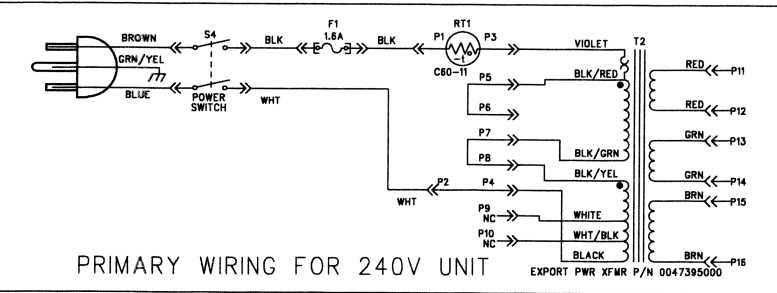 F1
1.6A
RT1
T2
BROWN
S4
BLK
BLK
P1
P3
VIOLET
GRN/YEL
-t
C60-11
BLUE
POWER
SWITCH
WHT
P5
BLK/RED
RED
P11
P6
RED
P12
P7
BLK/GRN
GRN
P13
P8
BLK/YEL
GRN
P14
WHT
P2
P4
BRN
P15
P9
NC
WHITE
P10
NC
WHT/BLK
BLACK
BRN
P16
PRIMARY WIRING FOR 240V UNIT
EXPORT PWR XFMR P/N 0047395000